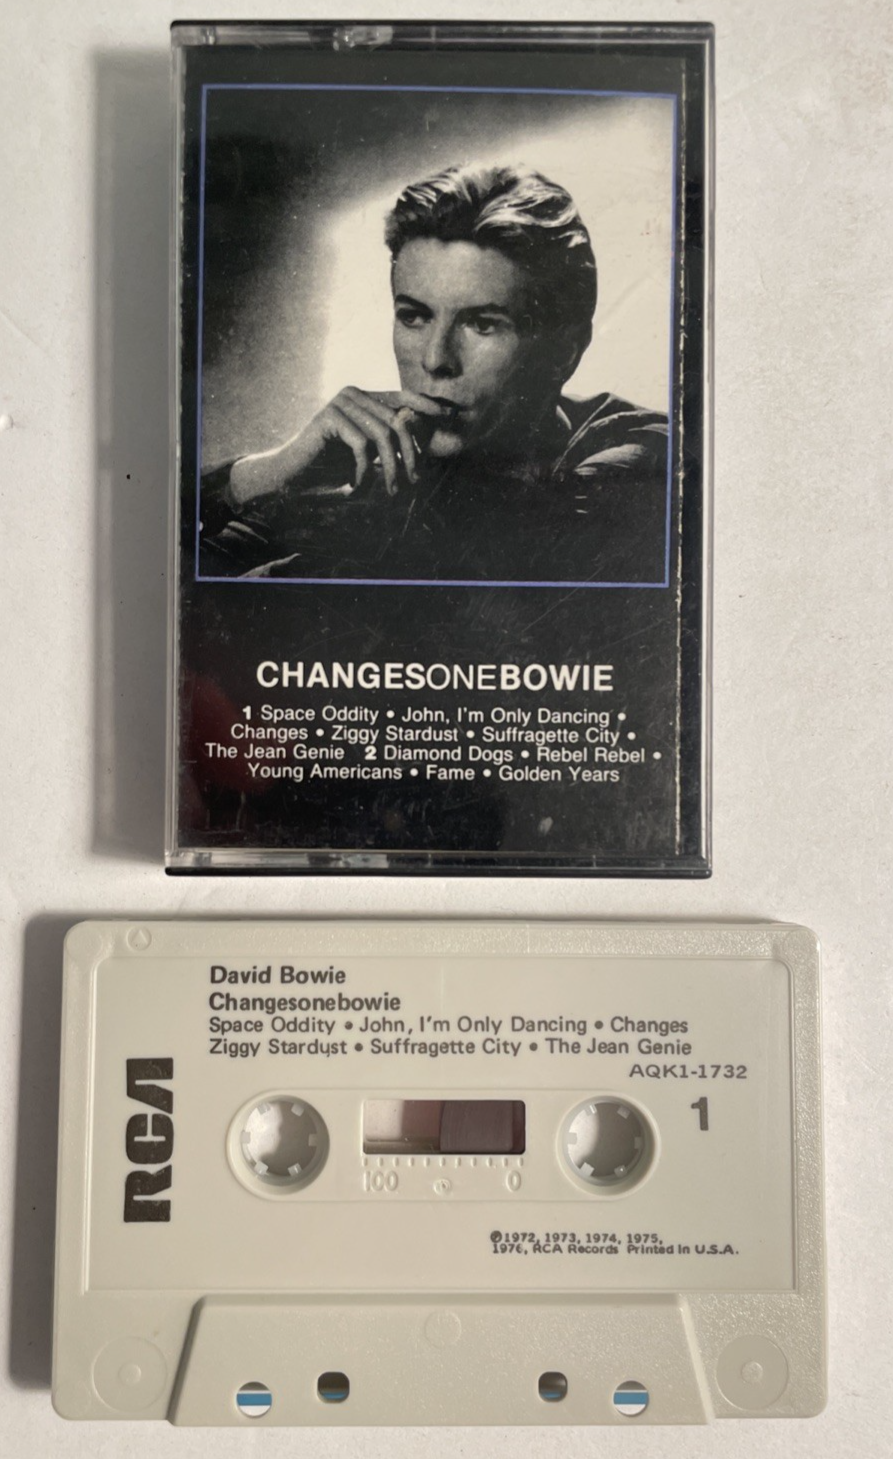 CHANGESONEBOWIE
1 Space Oddity • John, I'm Only Dancing •
Changes • Ziggy Stardust • Suffragette City •
The Jean Genie 2 Diamond Dogs • Rebel Rebel •
Young Americans • Fame • Golden Years
David Bowie
Changesonebowie
Space Oddity • John, I'm Only Dancing • Changes
Ziggy Stardust • Suffragette City • The Jean Genie
AQK1-1732
RCA
1
100 0
℗1972, 1973, 1974, 1975,
1976, RCA Records Printed in U.S.A.